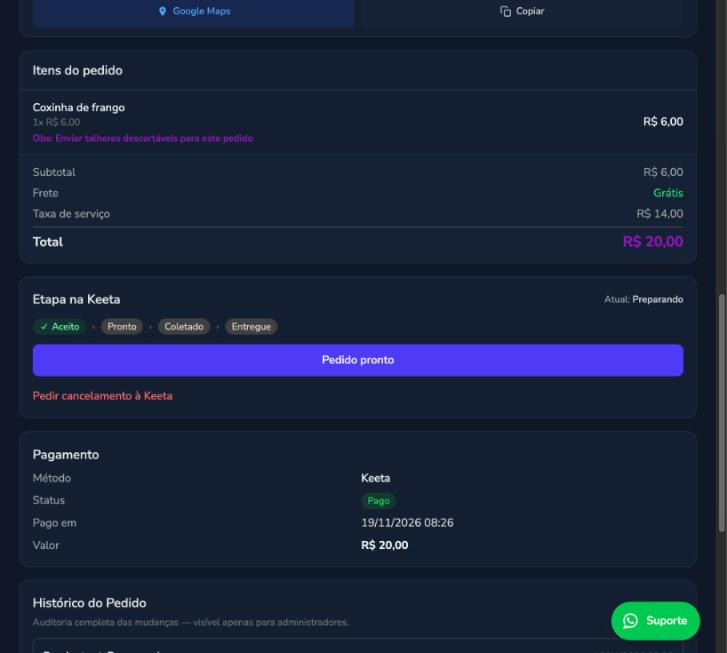 Google Maps
Copiar
Itens do pedido
Coxinha de frango
1x R$ 6,00
R$ 6,00
Obs: Enviar talheres descartáveis para este pedido
Subtotal R$ 6,00
Frete Grátis
Taxa de serviço R$ 14,00
Total R$ 20,00
Etapa na Keeta
Atual: Preparando
✓ Aceito › Pronto › Coletado › Entregue
Pedido pronto
Pedir cancelamento à Keeta
Pagamento
Método Keeta
Status Pago
Pago em 19/11/2026 08:26
Valor R$ 20,00
Histórico do Pedido
Auditoria completa das mudanças — visível apenas para administradores.
Suporte